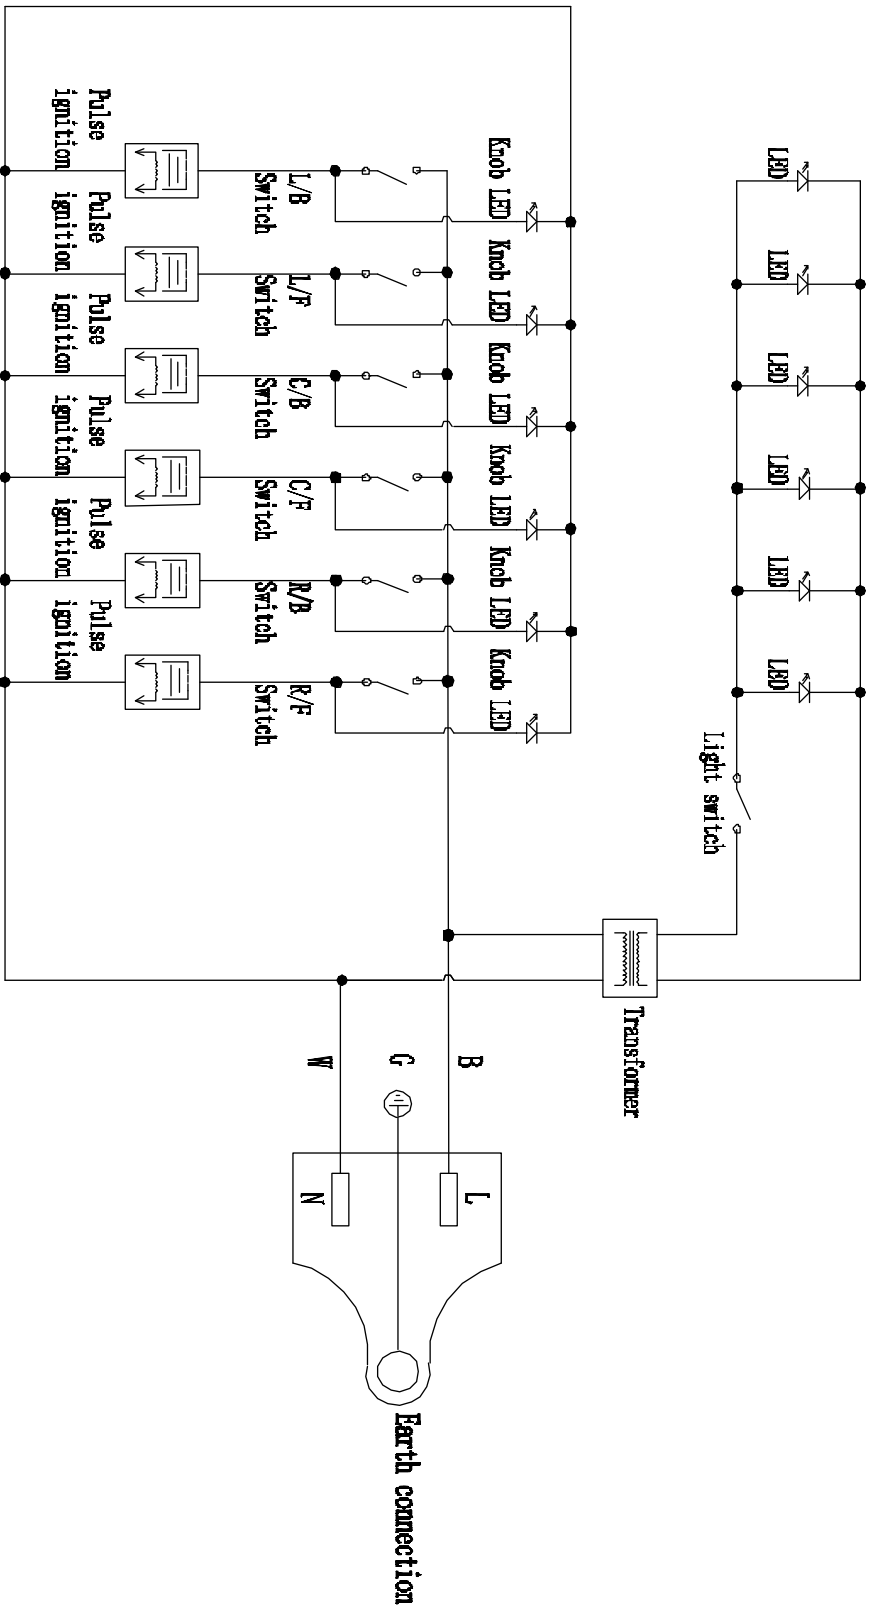 LED
LED
LED
LED
LED
LED
Light switch
Transformer
Knob LED
Knob LED
Knob LED
Knob LED
Knob LED
Knob LED
L/B
Switch
L/F
Switch
C/B
Switch
C/F
Switch
R/B
Switch
R/F
Switch
Pulse
ignition
Pulse
ignition
Pulse
ignition
Pulse
ignition
Pulse
ignition
Pulse
ignition
B
L
G
Earth connection
W
N